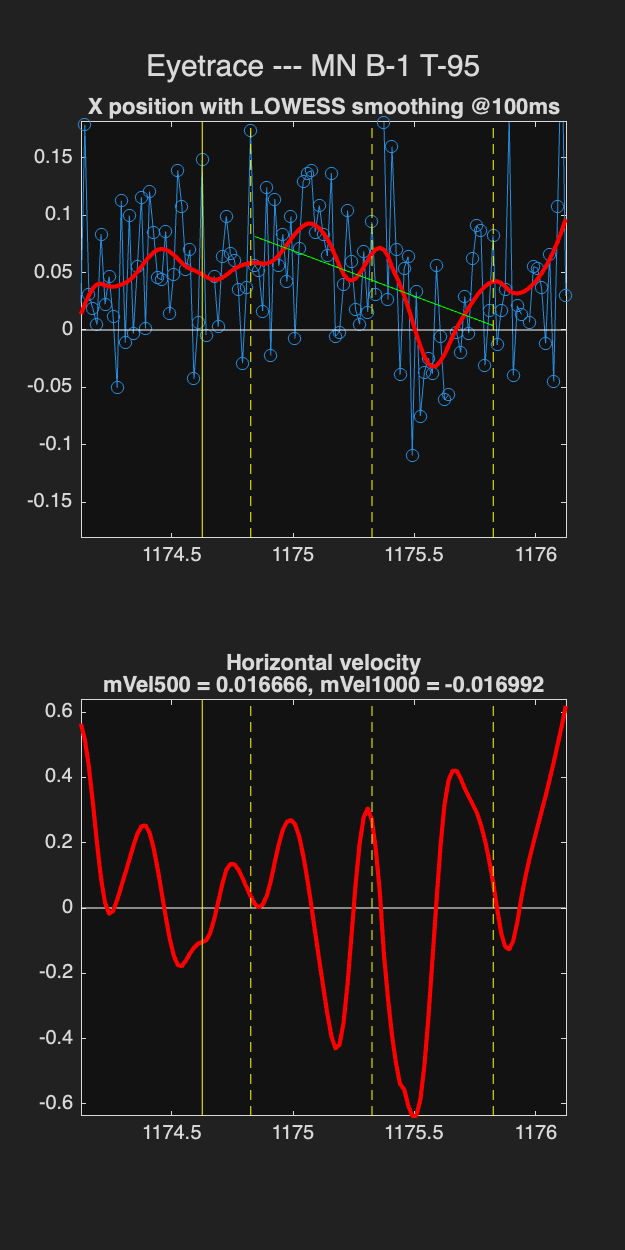 Eyetrace --- MN B-1 T-95
X position with LOWESS smoothing @100ms
0.15
0.1
0.05
0
-0.05
-0.1
-0.15
1174.5 1175 1175.5 1176
Horizontal velocity
mVel500 = 0.016666, mVel1000 = -0.016992
0.6
0.4
0.2
0
-0.2
-0.4
-0.6
1174.5 1175 1175.5 1176